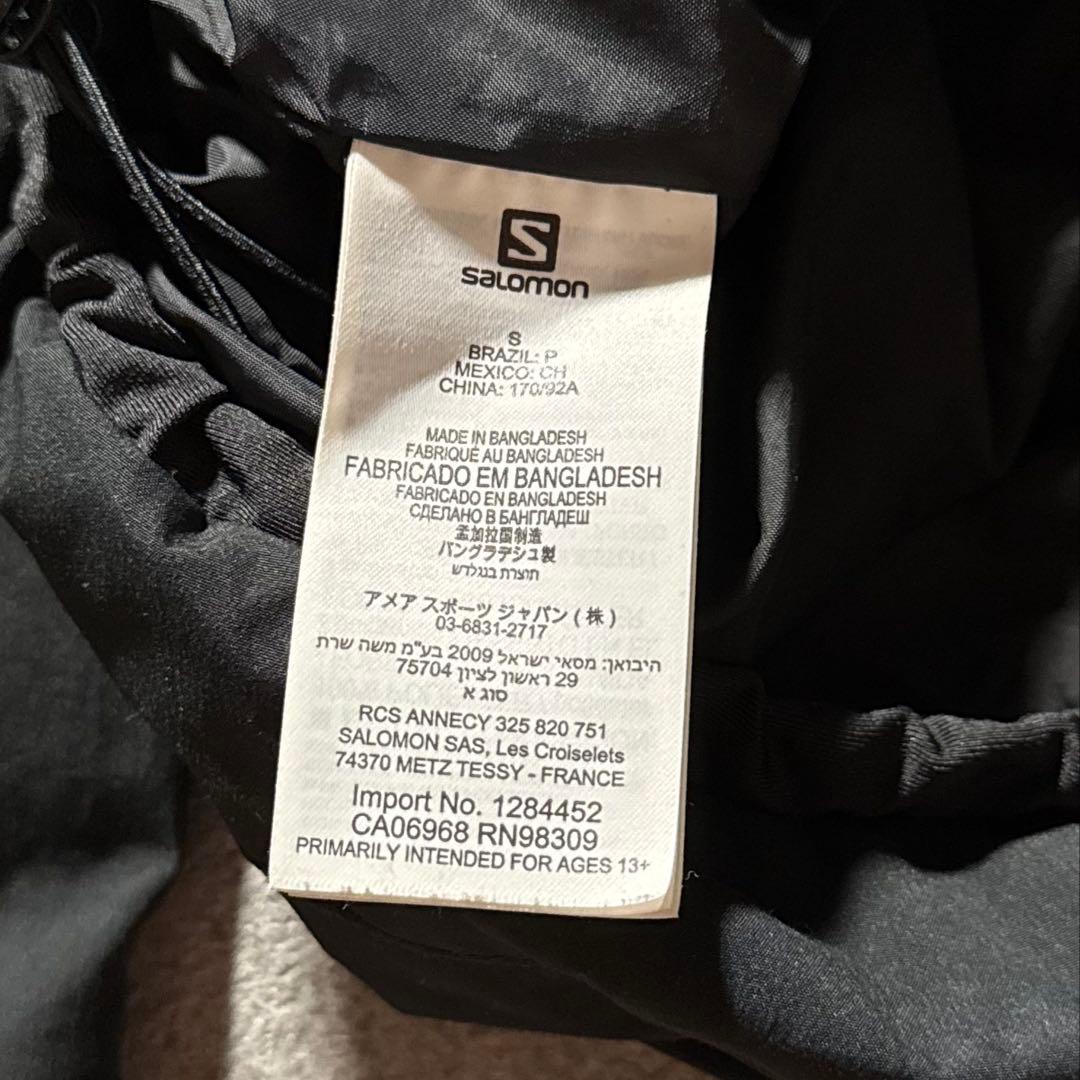 S
salomon
S
BRAZIL: P
MEXICO: CH
CHINA: 170/92A
MADE IN BANGLADESH
FABRIQUÉ AU BANGLADESH
FABRICADO EM BANGLADESH
FABRICADO EN BANGLADESH
СДЕЛАНО В БАНГЛАДЕШ
孟加拉国制造
バングラデシュ製
תוצרת בנגלדש
アメア スポーツ ジャパン ( 株 )
03-6831-2717
היבואן: מסאי ישראל 2009 בע"מ משה שרת
29 ראשון לציון 75704
סוג א
RCS ANNECY 325 820 751
SALOMON SAS, Les Croiselets
74370 METZ TESSY - FRANCE
Import No. 1284452
CA06968 RN98309
PRIMARILY INTENDED FOR AGES 13+